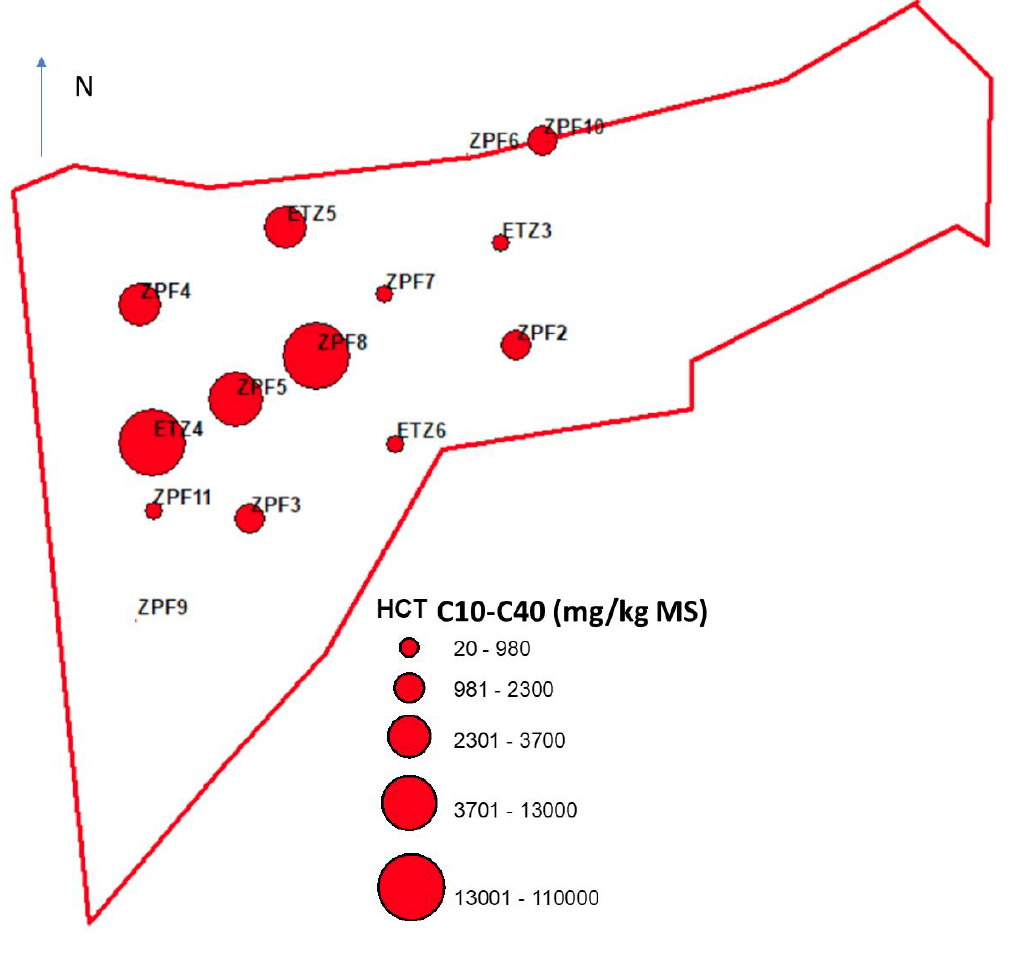 N
ZPF10
ZPF6
ETZ5
ETZ3
ZPF7
ZPF4
ZPF2
ZPF8
ZPF5
ETZ4
ETZ6
ZPF11
ZPF3
ZPF9
HCT C10-C40 (mg/kg MS)
20 - 980
981 - 2300
2301 - 3700
3701 - 13000
13001 - 110000